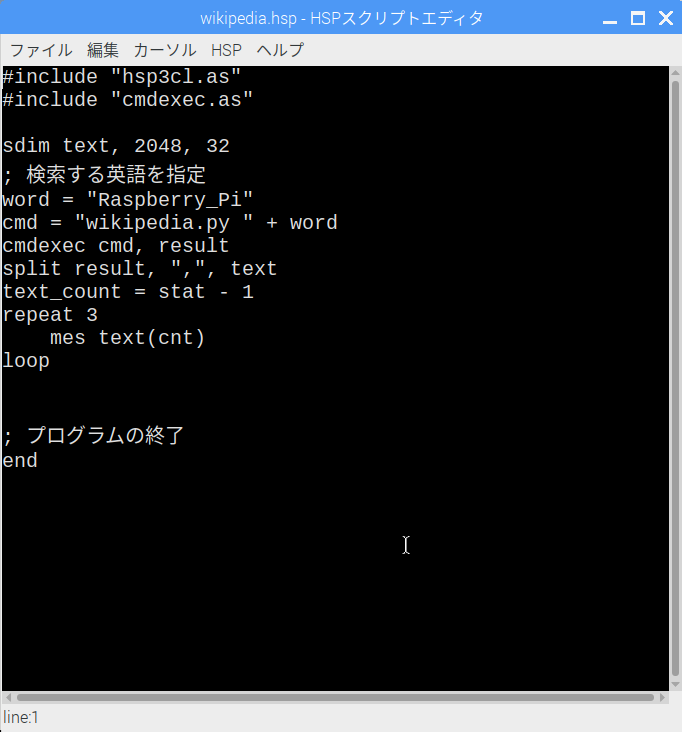 wikipedia.hsp - HSPスクリプトエディタ
ファイル 編集 カーソル HSP ヘルプ
#include "hsp3cl.as"
#include "cmdexec.as"
sdim text, 2048, 32
; 検索する英語を指定
word = "Raspberry_Pi"
cmd = "wikipedia.py " + word
cmdexec cmd, result
split result, ",", text
text_count = stat - 1
repeat 3
    mes text(cnt)
loop
; プログラムの終了
end
line:1